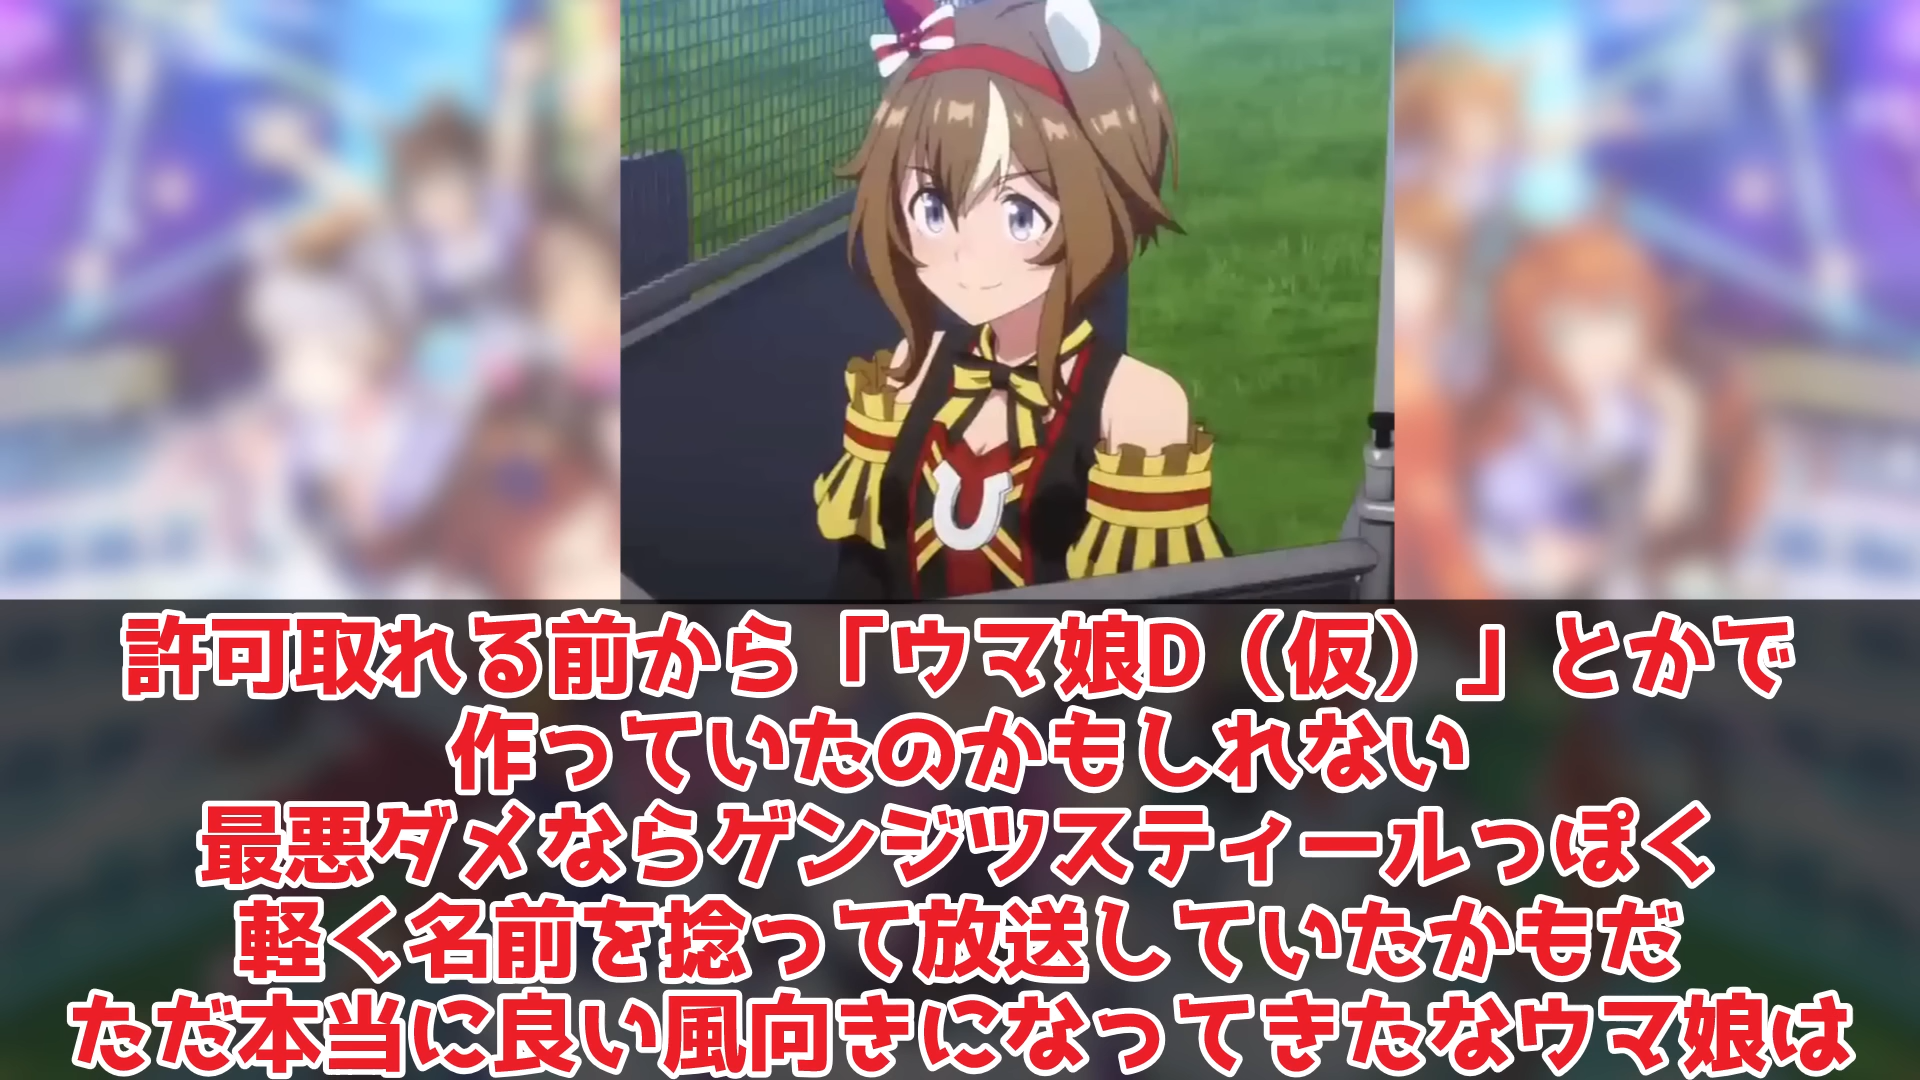 許可取れる前から「ウマ娘D（仮）」とかで
作っていたのかもしれない
最悪ダメならゲンジツスティールっぽく
軽く名前を捻って放送していたかもだ
ただ本当に良い風向きになってきたなウマ娘は